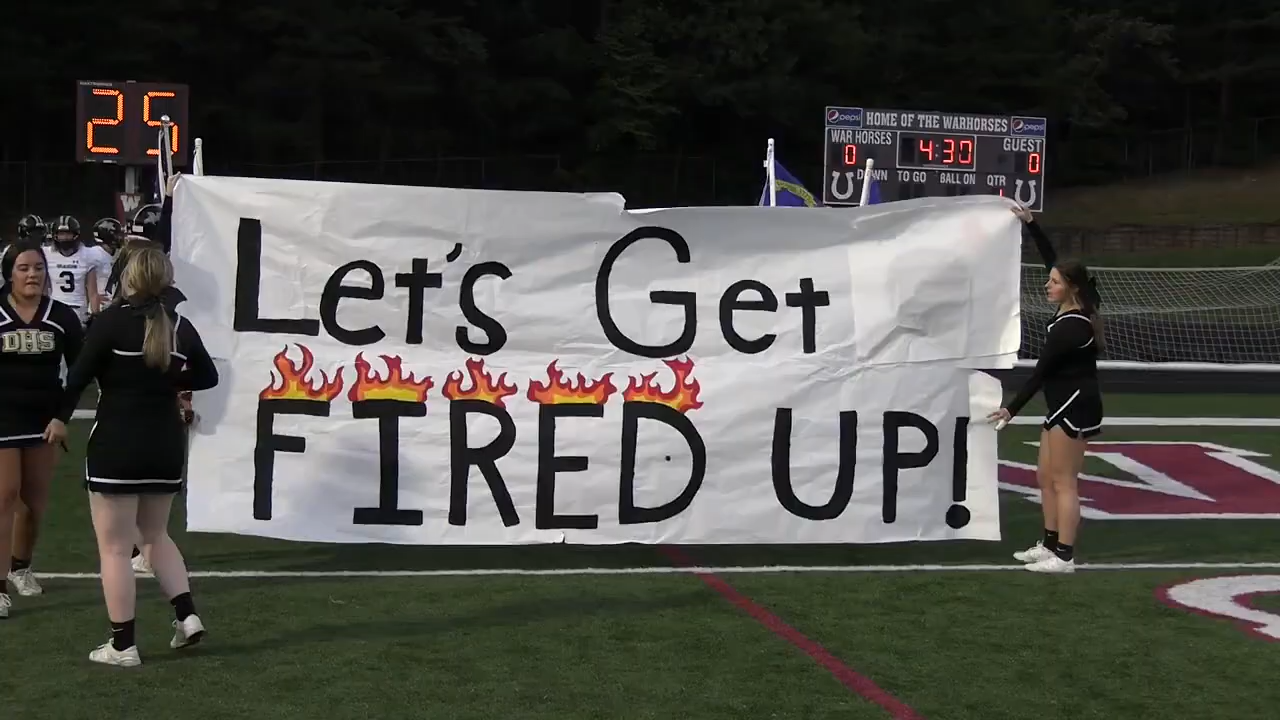 25
pepsi HOME OF THE WARHORSES pepsi
WAR HORSES GUEST
0 4:30 0
DOWN TO GO BALL ON QTR
1
W
3
DHS
Let's Get
FIRED UP!